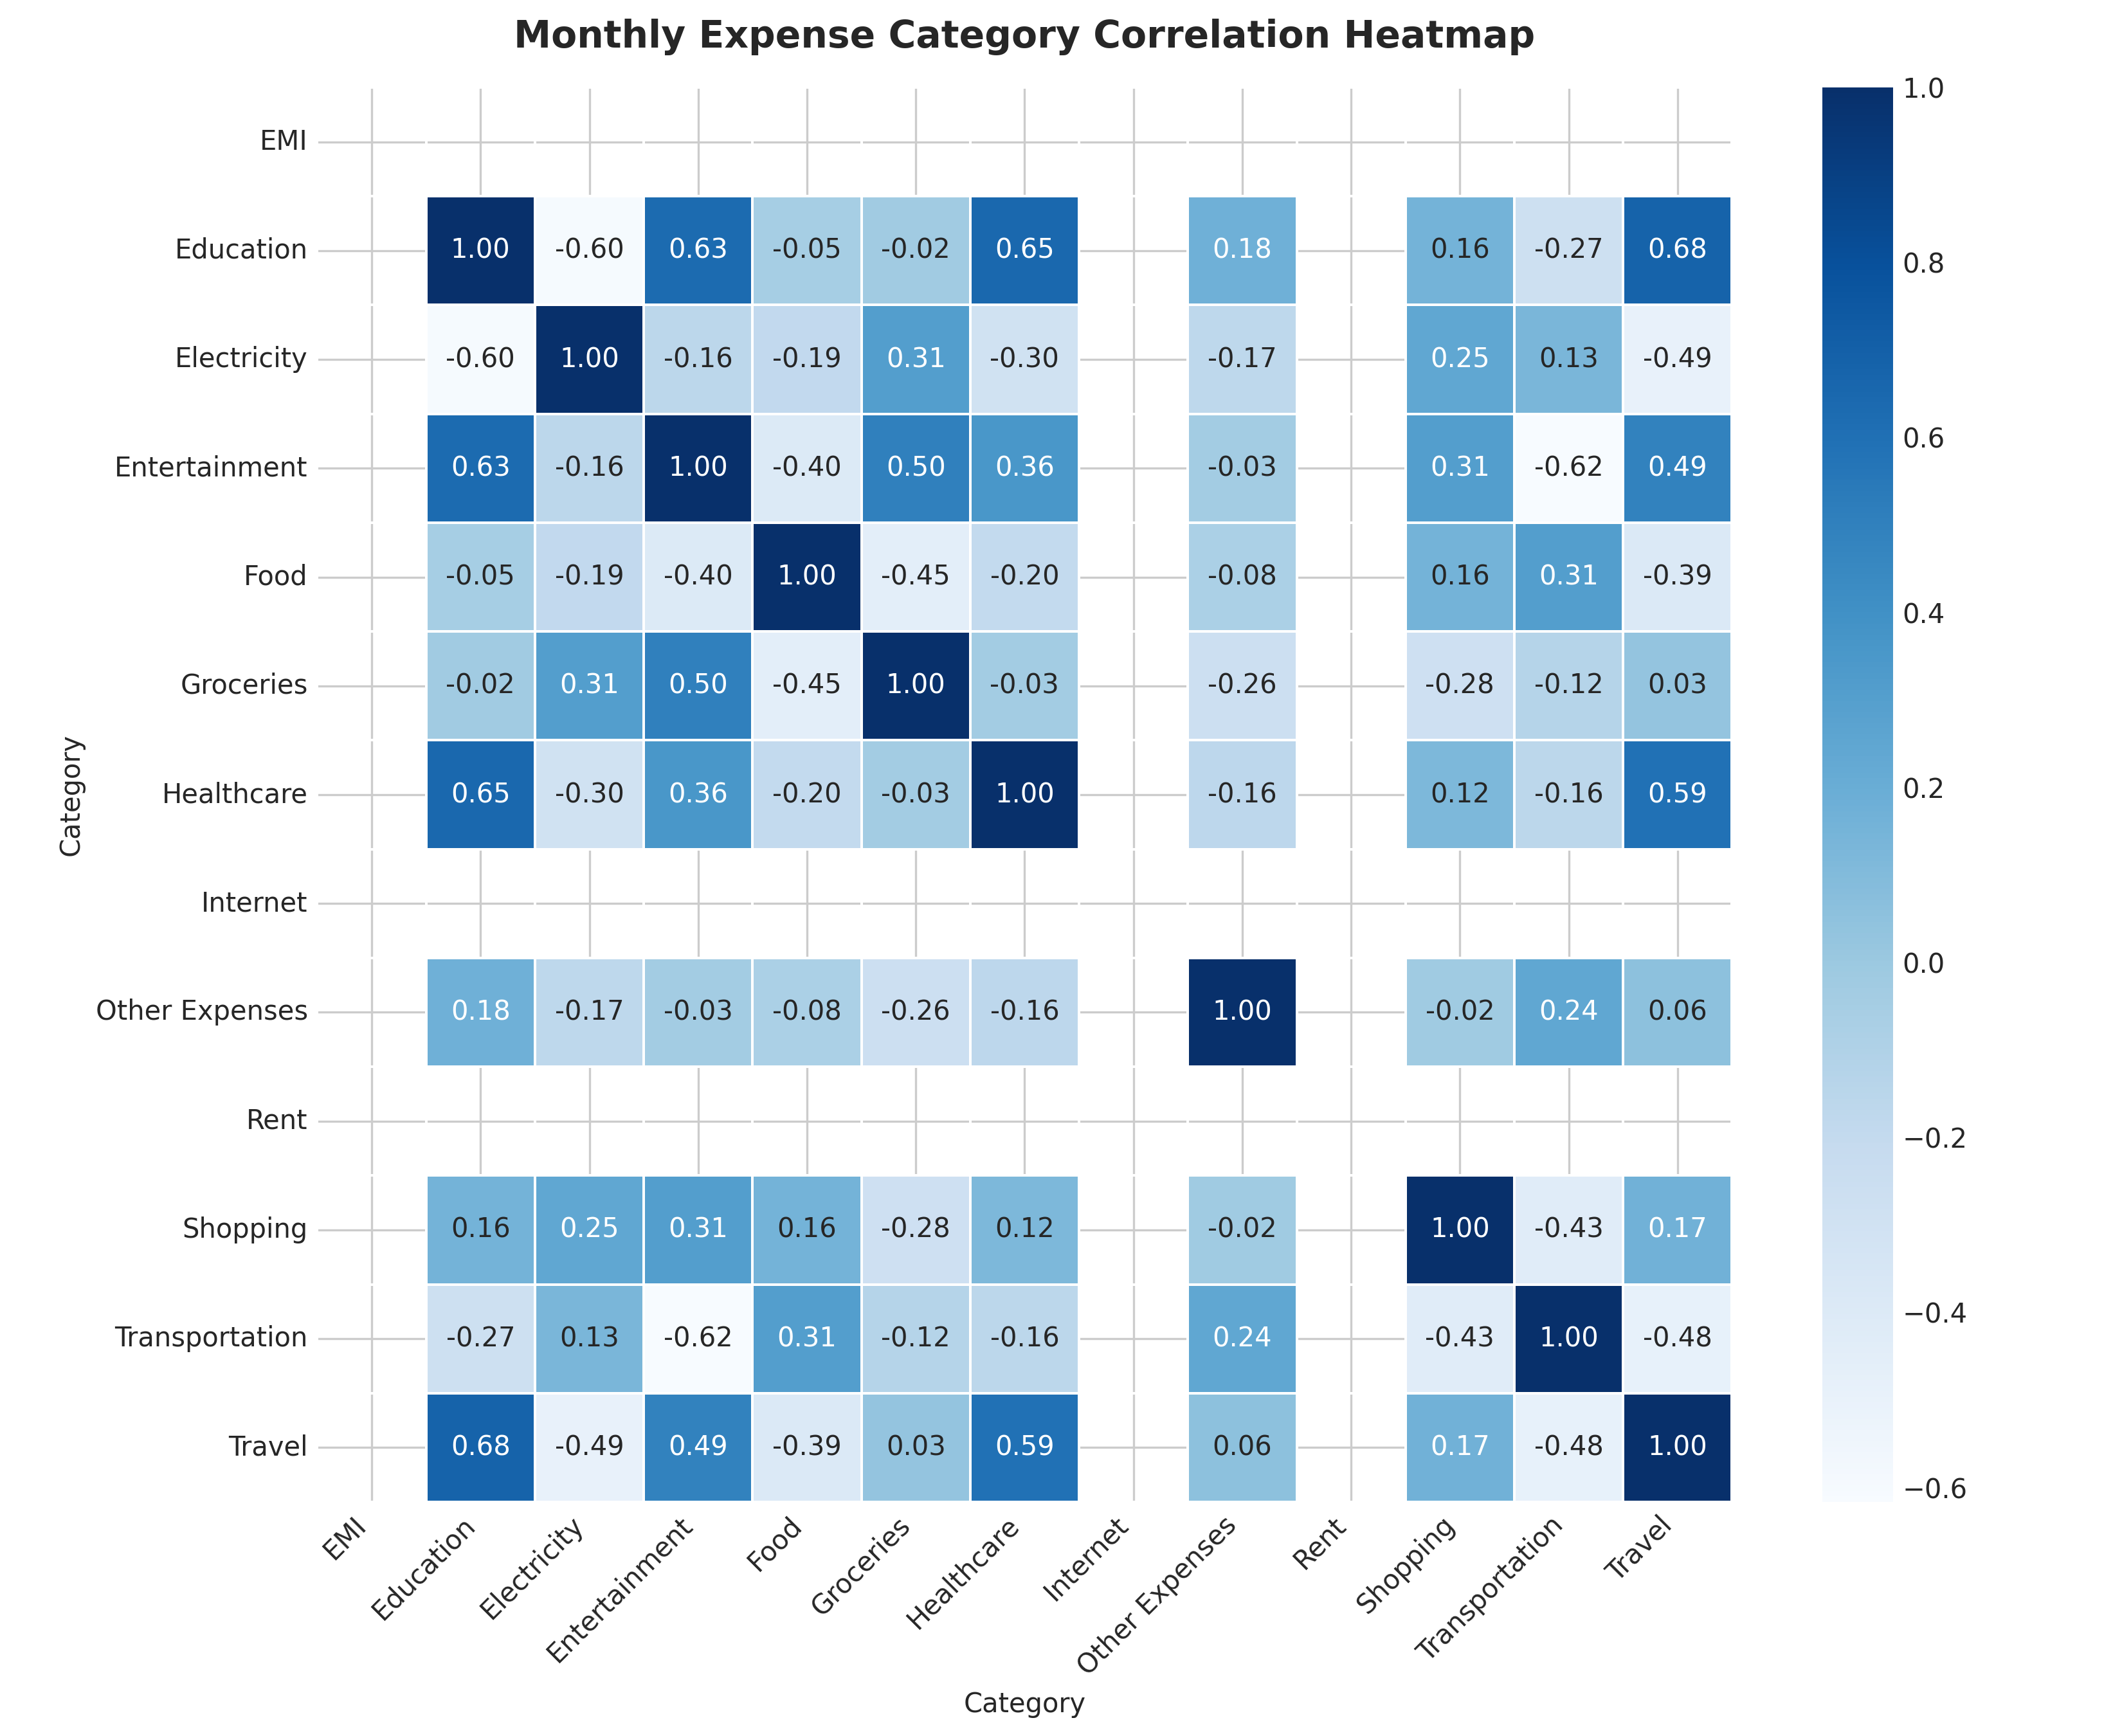 Monthly Expense Category Correlation Heatmap
EMI
Education 1.00 -0.60 0.63 -0.05 -0.02 0.65 0.18 0.16 -0.27 0.68
Electricity -0.60 1.00 -0.16 -0.19 0.31 -0.30 -0.17 0.25 0.13 -0.49
Entertainment 0.63 -0.16 1.00 -0.40 0.50 0.36 -0.03 0.31 -0.62 0.49
Food -0.05 -0.19 -0.40 1.00 -0.45 -0.20 -0.08 0.16 0.31 -0.39
Groceries -0.02 0.31 0.50 -0.45 1.00 -0.03 -0.26 -0.28 -0.12 0.03
Healthcare 0.65 -0.30 0.36 -0.20 -0.03 1.00 -0.16 0.12 -0.16 0.59
Internet
Other Expenses 0.18 -0.17 -0.03 -0.08 -0.26 -0.16 1.00 -0.02 0.24 0.06
Rent
Shopping 0.16 0.25 0.31 0.16 -0.28 0.12 -0.02 1.00 -0.43 0.17
Transportation -0.27 0.13 -0.62 0.31 -0.12 -0.16 0.24 -0.43 1.00 -0.48
Travel 0.68 -0.49 0.49 -0.39 0.03 0.59 0.06 0.17 -0.48 1.00
Category
EMI Education Electricity Entertainment Food Groceries Healthcare Internet Other Expenses Rent Shopping Transportation Travel
Category
1.0
0.8
0.6
0.4
0.2
0.0
−0.2
−0.4
−0.6